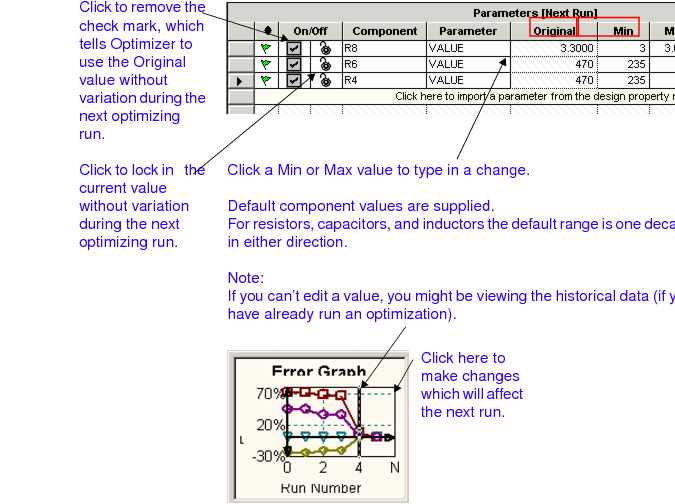 Click to remove the
check mark, which
tells Optimizer to
use the Original
value without
variation during the
next optimizing
run.
Click to lock in the
current value
without variation
during the next
optimizing run.
Parameters [Next Run]
On/Off Component Parameter Original Min M
R8 VALUE 3.3000 3 3.
R6 VALUE 470 235
R4 VALUE 470 235
Click here to import a parameter from the design property
Click a Min or Max value to type in a change.
Default component values are supplied.
For resistors, capacitors, and inductors the default range is one deca
in either direction.
Note:
If you can't edit a value, you might be viewing the historical data (if y
have already run an optimization).
Click here to
make changes
which will affect
the next run.
Error Graph
70%
20%
-30%
0 2 4 N
Run Number